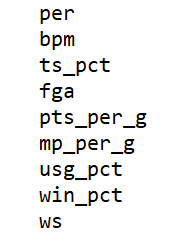 per
bpm
ts_pct
fga
pts_per_g
mp_per_g
usg_pct
win_pct
ws